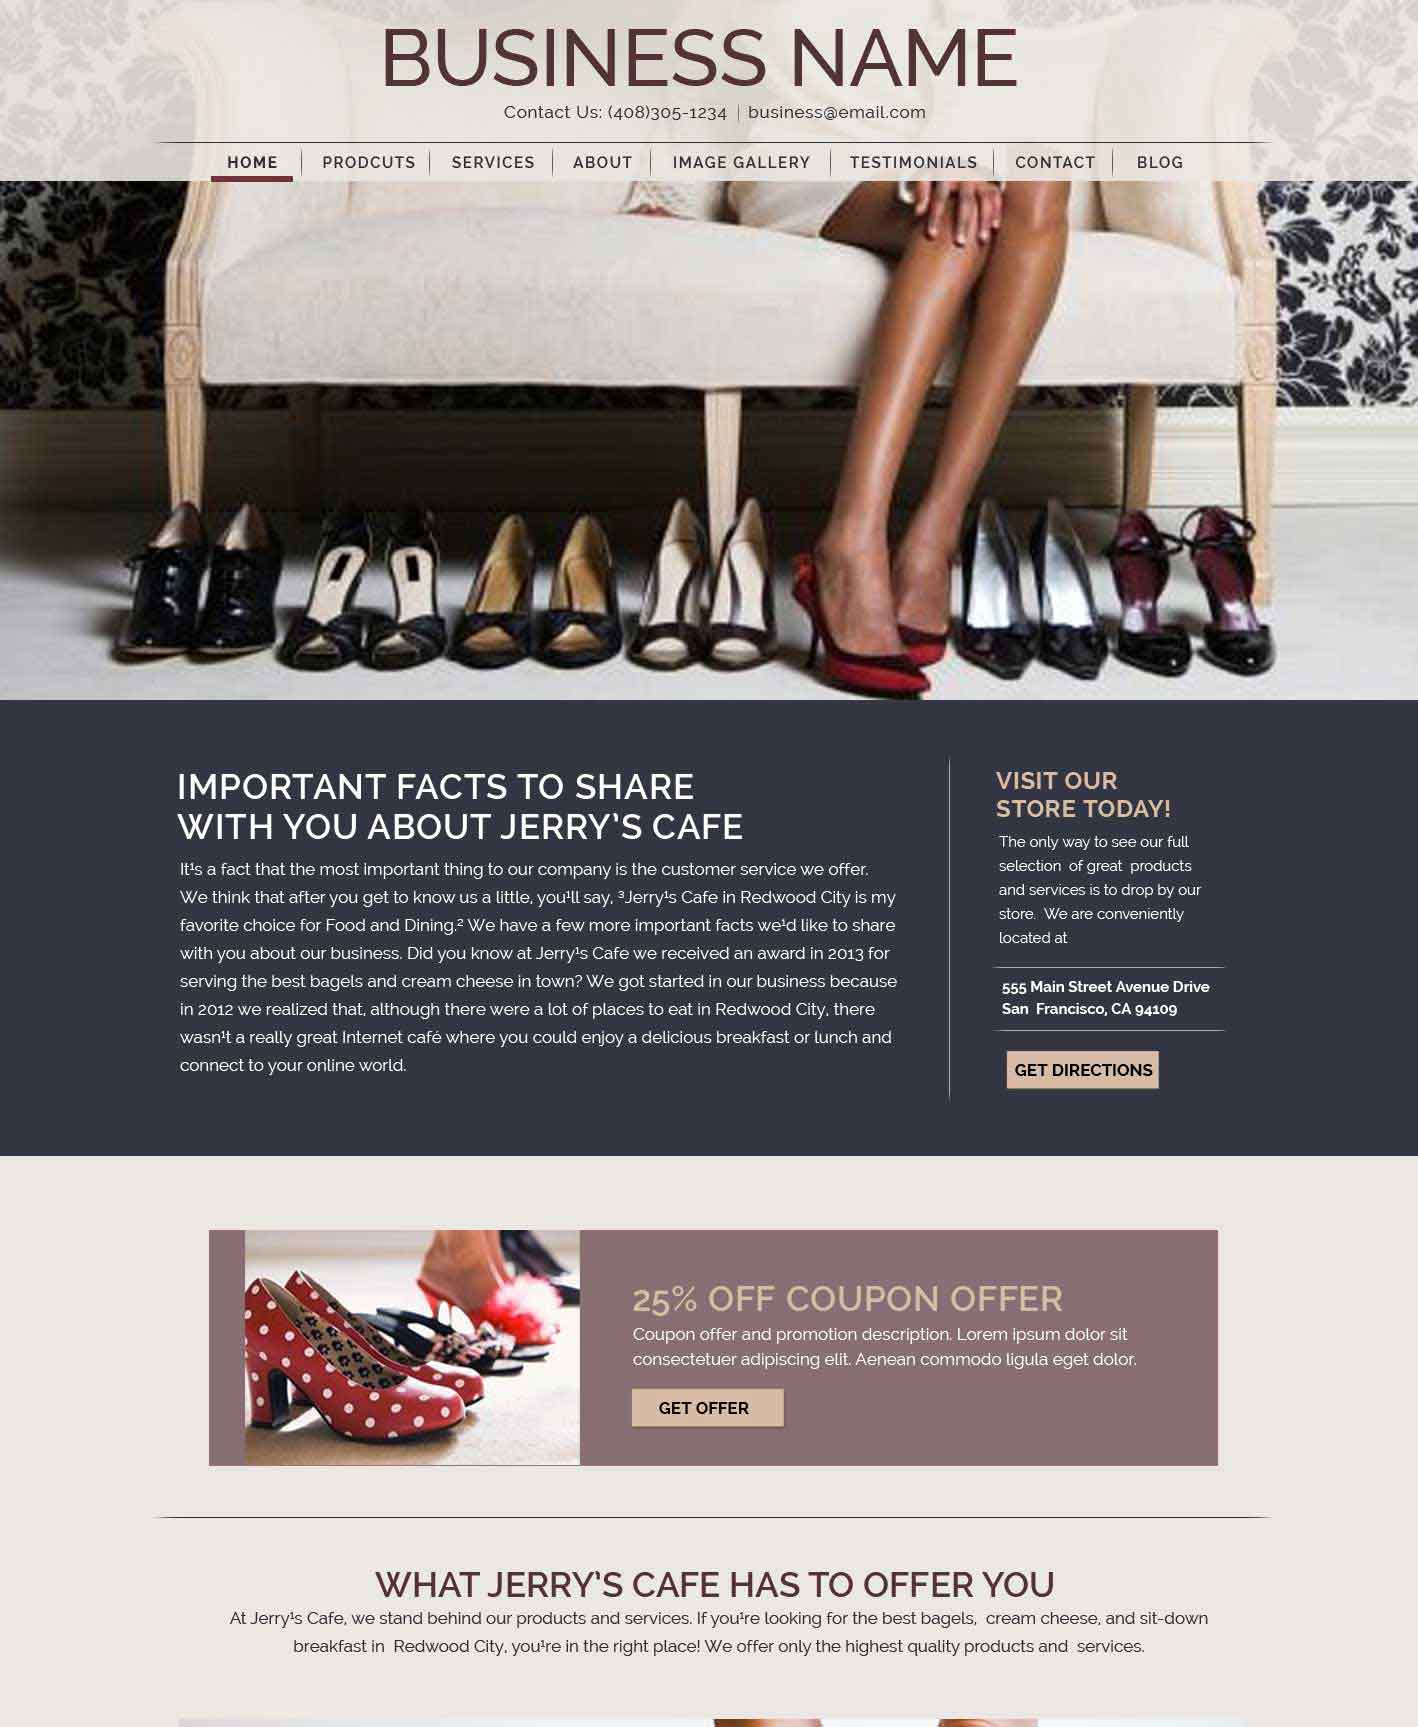 BUSINESS NAME
Contact Us: (408)305-1234 | business@email.com
HOME PRODCUTS SERVICES ABOUT IMAGE GALLERY TESTIMONIALS CONTACT BLOG
IMPORTANT FACTS TO SHARE
WITH YOU ABOUT JERRY'S CAFE
It¹s a fact that the most important thing to our company is the customer service we offer.
We think that after you get to know us a little, you¹ll say, ³Jerry¹s Cafe in Redwood City is my
favorite choice for Food and Dining.² We have a few more important facts we¹d like to share
with you about our business. Did you know at Jerry¹s Cafe we received an award in 2013 for
serving the best bagels and cream cheese in town? We got started in our business because
in 2012 we realized that, although there were a lot of places to eat in Redwood City, there
wasn¹t a really great Internet café where you could enjoy a delicious breakfast or lunch and
connect to your online world.
VISIT OUR
STORE TODAY!
The only way to see our full
selection of great products
and services is to drop by our
store. We are conveniently
located at
555 Main Street Avenue Drive
San Francisco, CA 94109
GET DIRECTIONS
25% OFF COUPON OFFER
Coupon offer and promotion description. Lorem ipsum dolor sit
consectetuer adipiscing elit. Aenean commodo ligula eget dolor.
GET OFFER
WHAT JERRY'S CAFE HAS TO OFFER YOU
At Jerry¹s Cafe, we stand behind our products and services. If you¹re looking for the best bagels, cream cheese, and sit-down
breakfast in Redwood City, you¹re in the right place! We offer only the highest quality products and services.